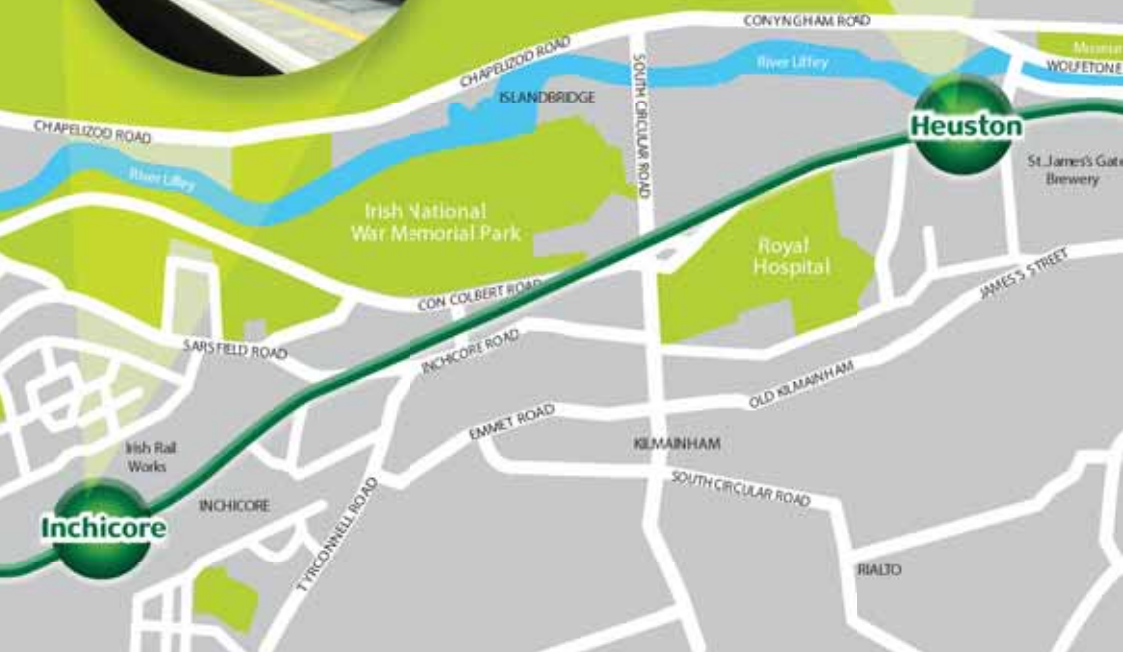 CONYNGHAM ROAD
CHAPELIZOD ROAD
SOUTH CIRCULAR ROAD
River Liffey
WOLFETONE
ISLANDBRIDGE
CHAPELIZOD ROAD
Heuston
St. James's Gate
Brewery
River Liffey
Irish National
War Memorial Park
Royal
Hospital
JAMES'S STREET
CON COLBERT ROAD
SARSFIELD ROAD
INCHICORE ROAD
OLD KILMAINHAM
EMMET ROAD
KILMAINHAM
Irish Rail
Works
SOUTH CIRCULAR ROAD
INCHICORE
Inchicore
TYRCONNELL ROAD
RIALTO